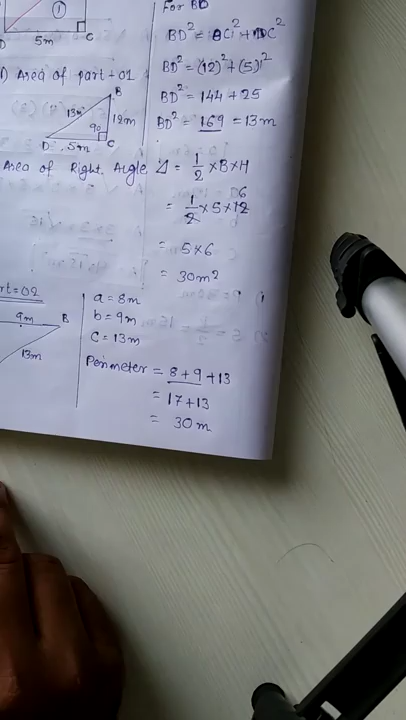 ①
D 5m C
For BD
BD² = BC² + DC²
BD² = (12)² + (5)²
BD² = 144 + 25
BD² = 169 = 13m
) Area of part - 01
B
13m
12m
90
D 5m C
Area of Right Angle Δ = 1/2 × B × H
= 1/2 × 5 × 12 6
= 5 × 6
= 30m²
rt = 02
9m B
13m
a = 8m
b = 9m
C = 13m
Perimeter = 8 + 9 + 13
= 17 + 13
= 30 m